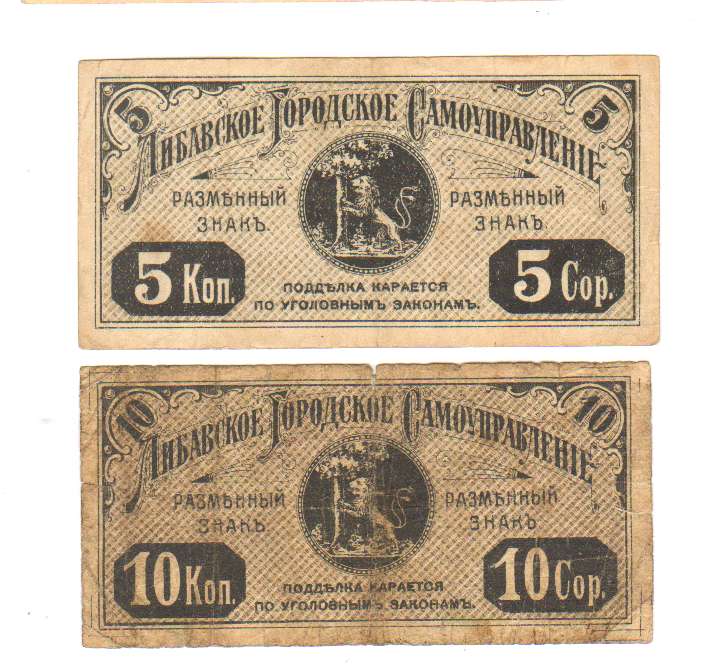 5 5
Либавское Городское Самоуправленіе
Размѣнный Размѣнный
Знакъ. Знакъ.
5 Коп. 5 Cop.
Поддѣлка карается
по уголовнымъ законамъ.
10 10
Либавское Городское Самоуправленіе
Размѣнный Размѣнный
Знакъ Знакъ
10 Коп. 10 Cop.
Поддѣлка карается
по уголовнымъ законамъ.